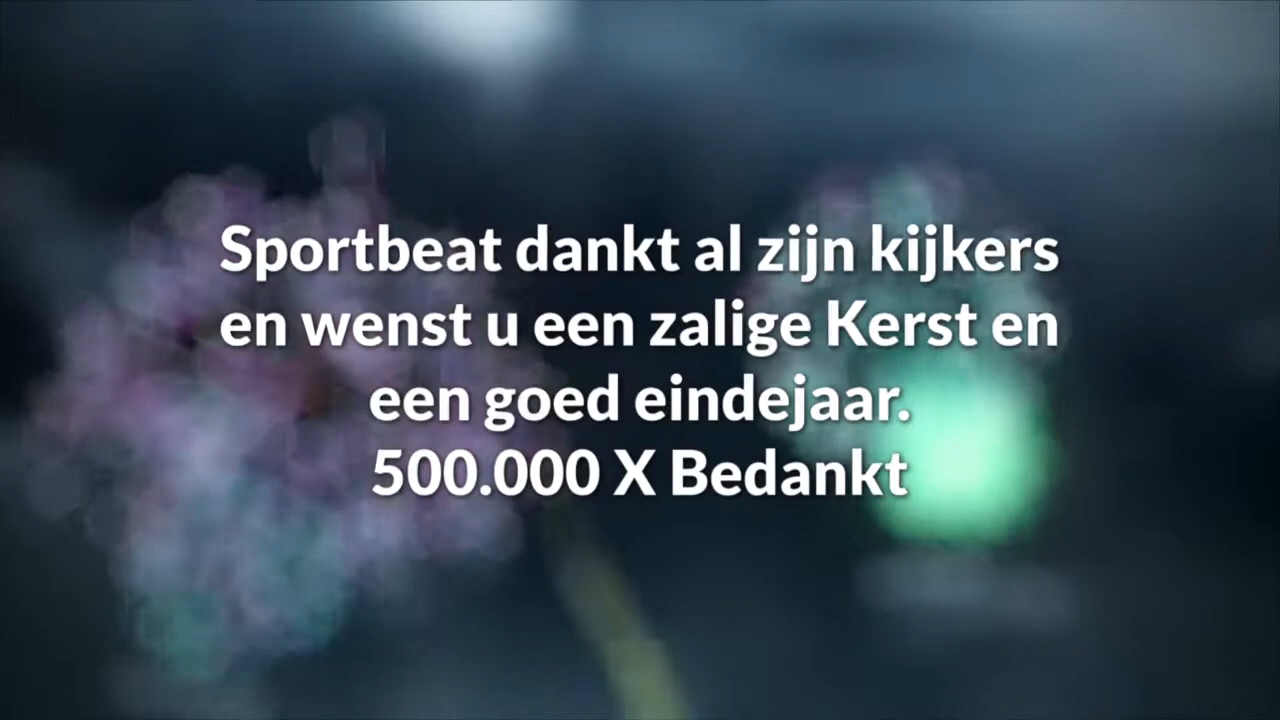 Sportbeat dankt al zijn kijkers
en wenst u een zalige Kerst en
een goed eindejaar.
500.000 X Bedankt